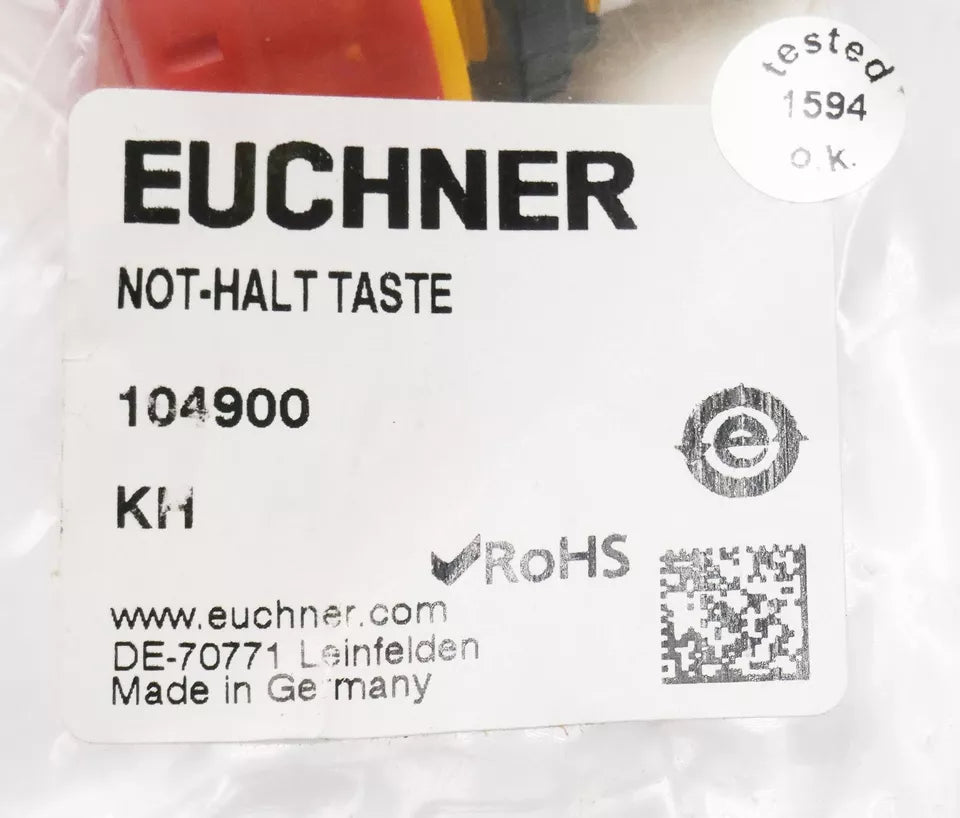 tested
1594
o.k.
EUCHNER
NOT-HALT TASTE
104900
KH
e
RoHS
www.euchner.com
DE-70771 Leinfelden
Made in Germany